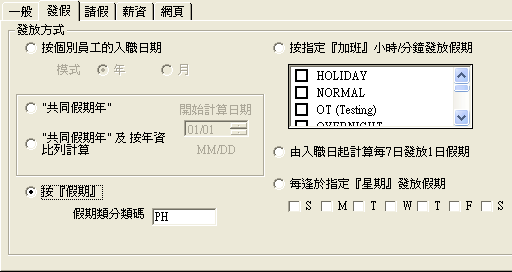 一般 發假 請假 薪資 網頁
發放方式
按個別員工的入職日期
模式 年 月
"共同假期年"
"共同假期年" 及 按年資
比列計算
開始計算日期
01/01
MM/DD
按『假期』
假期類分類碼 PH
按指定『加班』小時/分鐘發放假期
HOLIDAY
NORMAL
OT (Testing)
OVERNIGHT
由入職日起計算每7日發放1日假期
每逢於指定『星期』發放假期
S M T W T F S